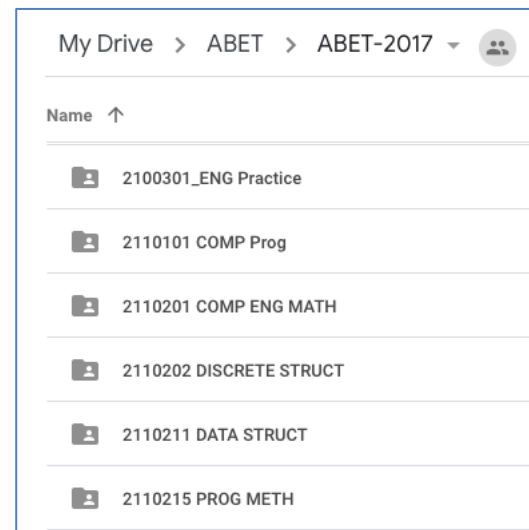 My Drive > ABET > ABET-2017
Name ↑
2100301_ENG Practice
2110101 COMP Prog
2110201 COMP ENG MATH
2110202 DISCRETE STRUCT
2110211 DATA STRUCT
2110215 PROG METH